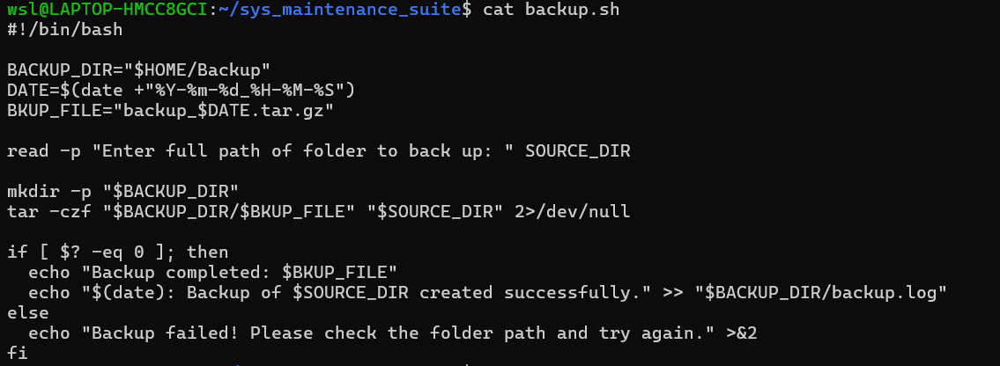 wsl@LAPTOP-HMCC8GCI:~/sys_maintenance_suite$ cat backup.sh
#!/bin/bash

BACKUP_DIR="$HOME/Backup"
DATE=$(date +"%Y-%m-%d_%H-%M-%S")
BKUP_FILE="backup_$DATE.tar.gz"

read -p "Enter full path of folder to back up: " SOURCE_DIR

mkdir -p "$BACKUP_DIR"
tar -czf "$BACKUP_DIR/$BKUP_FILE" "$SOURCE_DIR" 2>/dev/null

if [ $? -eq 0 ]; then
  echo "Backup completed: $BKUP_FILE"
  echo "$(date): Backup of $SOURCE_DIR created successfully." >> "$BACKUP_DIR/backup.log"
else
  echo "Backup failed! Please check the folder path and try again." >&2
fi